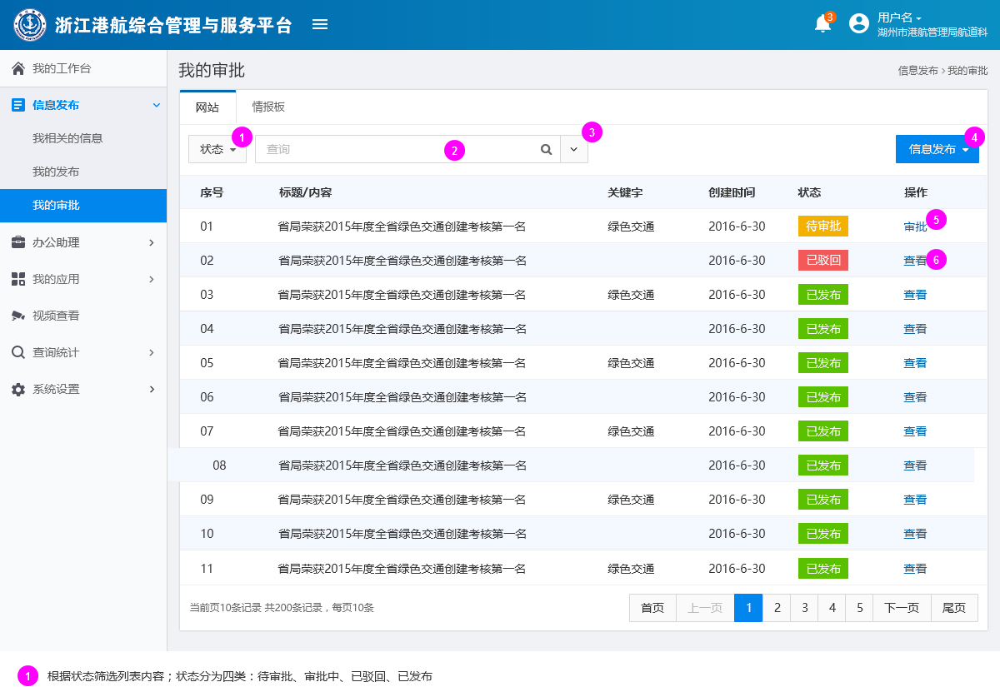 浙江港航综合管理与服务平台
3
用户名
湖州市港航管理局航道科
我的工作台
信息发布
我相关的信息
我的发布
我的审批
办公助理
我的应用
视频查看
查询统计
系统设置
我的审批
信息发布 > 我的审批
网站 情报板
状态 1 查询 2 3 信息发布 4
序号 标题/内容 关键字 创建时间 状态 操作
01 省局荣获2015年度全省绿色交通创建考核第一名 绿色交通 2016-6-30 待审批 审批 5
02 省局荣获2015年度全省绿色交通创建考核第一名 2016-6-30 已驳回 查看 6
03 省局荣获2015年度全省绿色交通创建考核第一名 绿色交通 2016-6-30 已发布 查看
04 省局荣获2015年度全省绿色交通创建考核第一名 2016-6-30 已发布 查看
05 省局荣获2015年度全省绿色交通创建考核第一名 绿色交通 2016-6-30 已发布 查看
06 省局荣获2015年度全省绿色交通创建考核第一名 2016-6-30 已发布 查看
07 省局荣获2015年度全省绿色交通创建考核第一名 绿色交通 2016-6-30 已发布 查看
08 省局荣获2015年度全省绿色交通创建考核第一名 2016-6-30 已发布 查看
09 省局荣获2015年度全省绿色交通创建考核第一名 绿色交通 2016-6-30 已发布 查看
10 省局荣获2015年度全省绿色交通创建考核第一名 2016-6-30 已发布 查看
11 省局荣获2015年度全省绿色交通创建考核第一名 绿色交通 2016-6-30 已发布 查看
当前页10条记录 共200条记录，每页10条 首页 上一页 1 2 3 4 5 下一页 尾页
1 根据状态筛选列表内容；状态分为四类：待审批、审批中、已驳回、已发布